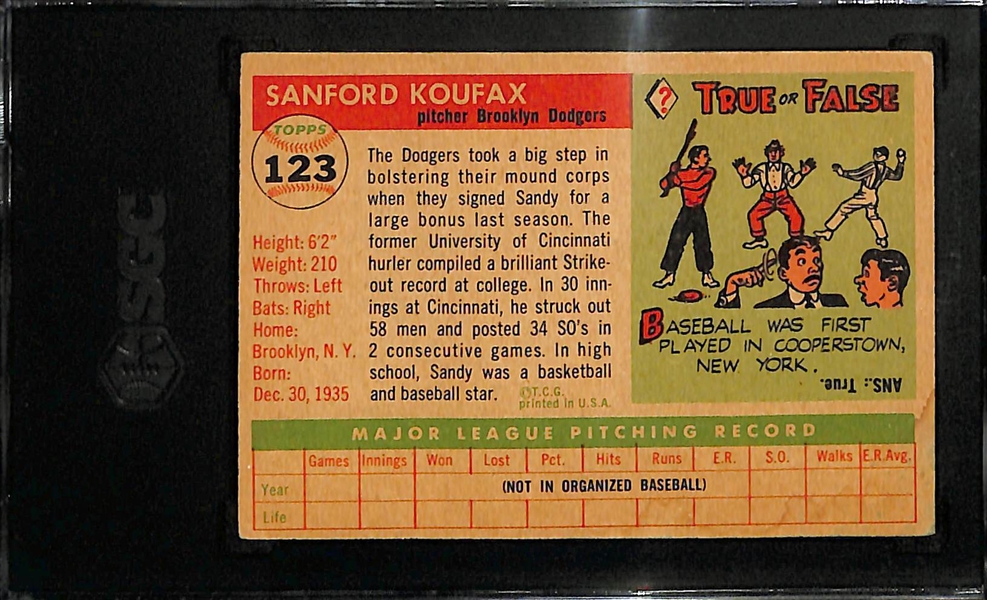 SGC
SANFORD KOUFAX
pitcher Brooklyn Dodgers
TOPPS
123
Height: 6'2"
Weight: 210
Throws: Left
Bats: Right
Home:
Brooklyn, N. Y.
Born:
Dec. 30, 1935
The Dodgers took a big step in
bolstering their mound corps
when they signed Sandy for a
large bonus last season. The
former University of Cincinnati
hurler compiled a brilliant Strike-
out record at college. In 30 inn-
ings at Cincinnati, he struck out
58 men and posted 34 SO's in
2 consecutive games. In high
school, Sandy was a basketball
and baseball star.
©T.C.G.
printed in U.S.A.
?
TRUE OR FALSE
BASEBALL WAS FIRST
PLAYED IN COOPERSTOWN,
NEW YORK.
ANS.: True.
MAJOR LEAGUE PITCHING RECORD
Games Innings Won Lost Pct. Hits Runs E.R. S.O. Walks E.R.Avg.
Year (NOT IN ORGANIZED BASEBALL)
Life